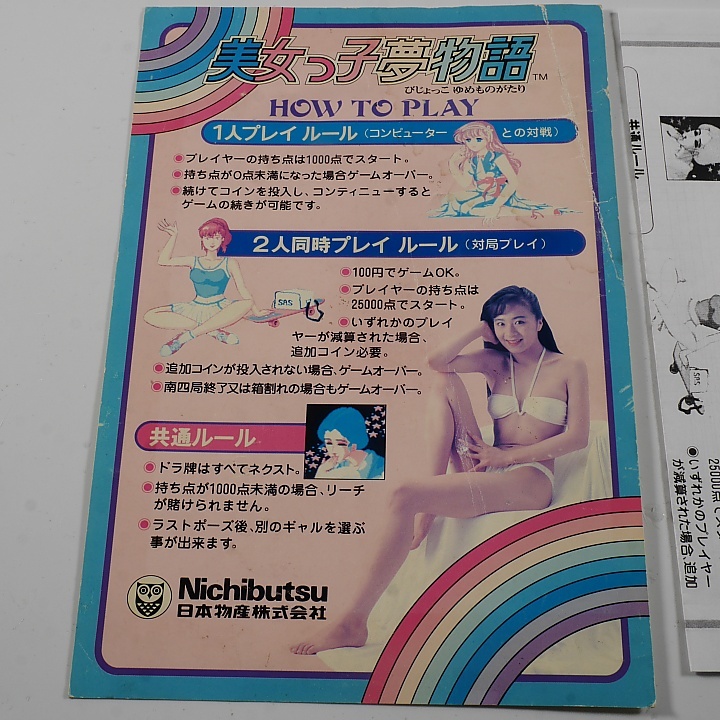 美女っ子夢物語 TM
びじょっこ ゆめものがたり
HOW TO PLAY
1人プレイ ルール（コンピューター との対戦）
●プレイヤーの持ち点は1000点でスタート。
●持ち点が0点未満になった場合ゲームオーバー。
●続けてコインを投入し、コンティニューすると
ゲームの続きが可能です。
2人同時プレイ ルール（対局プレイ）
SAS
●100円でゲームOK。
●プレイヤーの持ち点は
25000点でスタート。
●いずれかのプレイ
ヤーが減算された場合、
追加コイン必要。
●追加コインが投入されない場合、ゲームオーバー。
●南四局終了又は箱割れの場合もゲームオーバー。
共通ルール
●ドラ牌はすべてネクスト。
●持ち点が1000点未満の場合、リーチ
が賭けられません。
●ラストポーズ後、別のギャルを選ぶ
事が出来ます。
Nichibutsu
日本物産株式会社
共通ルール
SAS
25000点で
●いずれかのプレイヤー
が減算された場合、追加